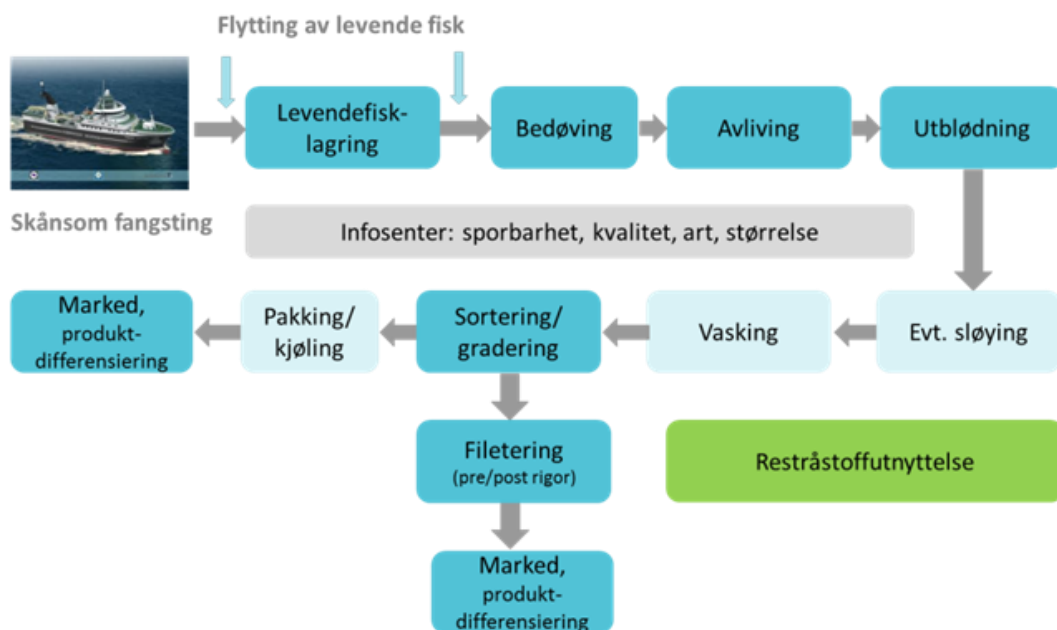 Flytting av levende fisk
Levendefisk-
lagring
Bedøving
Avliving
Utblødning
Skånsom fangsting
Infosenter: sporbarhet, kvalitet, art, størrelse
Marked,
produkt-
differensiering
Pakking/
kjøling
Sortering/
gradering
Vasking
Evt. sløying
Filetering
(pre/post rigor)
Restråstoffutnyttelse
Marked,
produkt-
differensiering